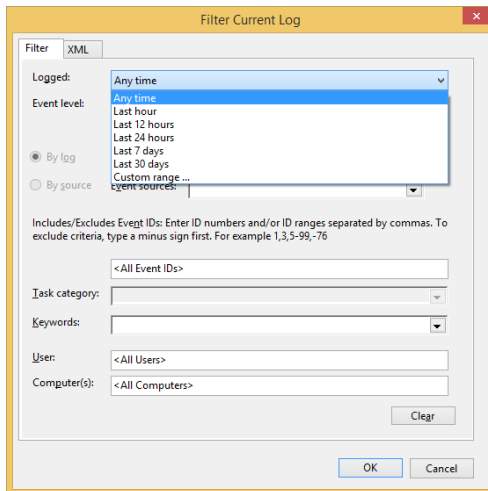 Filter Current Log
Filter XML
Logged: Any time
Event level: Any time
Last hour
Last 12 hours
Last 24 hours
Last 7 days
By log Last 30 days
Custom range ...
By source Event sources:
Includes/Excludes Event IDs: Enter ID numbers and/or ID ranges separated by commas. To
exclude criteria, type a minus sign first. For example 1,3,5-99,-76
<All Event IDs>
Task category:
Keywords:
User: <All Users>
Computer(s): <All Computers>
Clear
OK Cancel